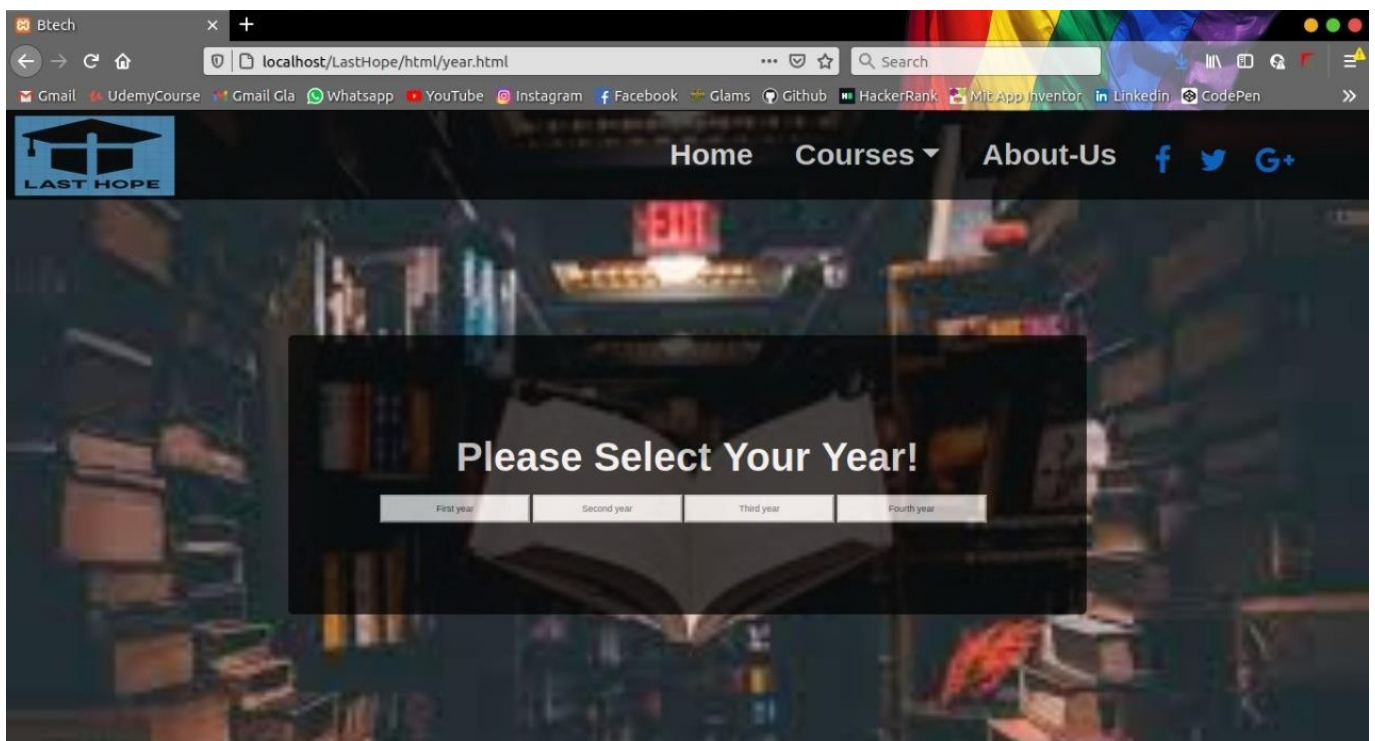 Btech
localhost/LastHope/html/year.html
Search
Gmail UdemyCourse Gmail Gla Whatsapp YouTube Instagram Facebook Glams Github HackerRank Mit App Inventor Linkedin CodePen
LAST HOPE
Home Courses About-Us f G+
EXIT
Please Select Your Year!
First year Second year Third year Fourth year